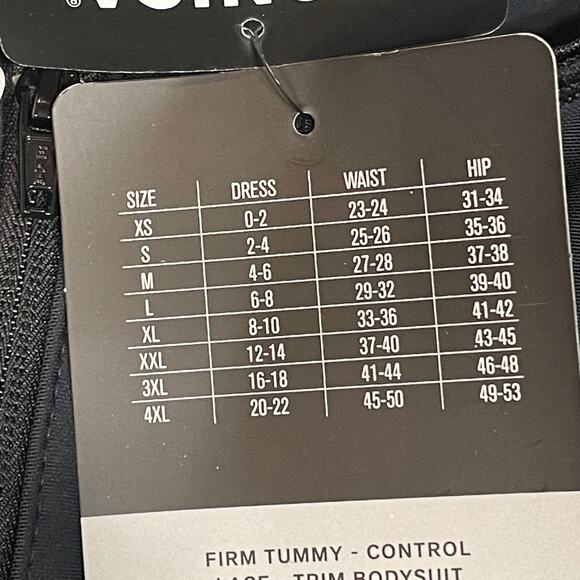 SIZE DRESS WAIST HIP
XS 0-2 23-24 31-34
S 2-4 25-26 35-36
M 4-6 27-28 37-38
L 6-8 29-32 39-40
XL 8-10 33-36 41-42
XXL 12-14 37-40 43-45
3XL 16-18 41-44 46-48
4XL 20-22 45-50 49-53
FIRM TUMMY - CONTROL
LACE - TRIM BODYSUIT